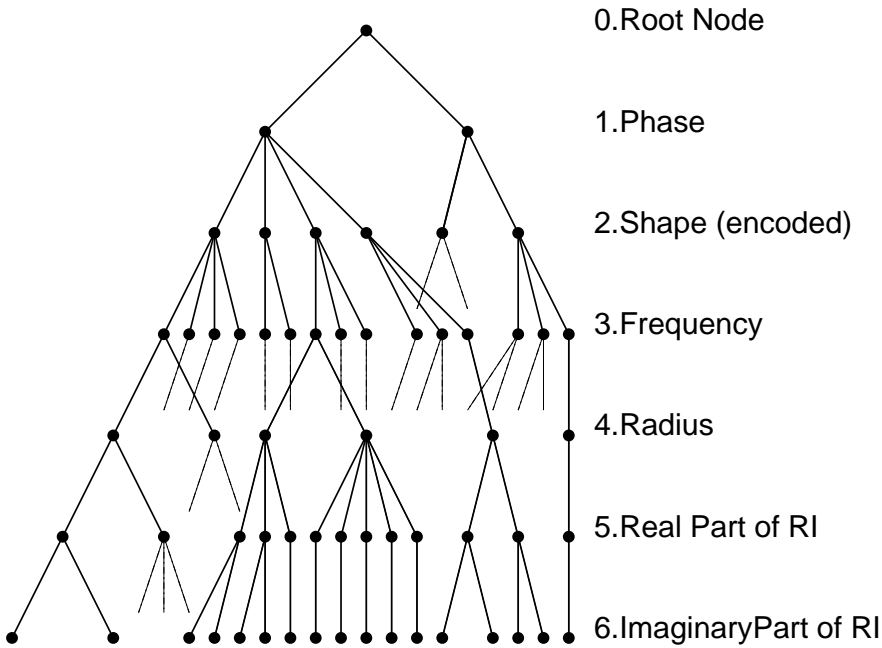 0.Root Node
1.Phase
2.Shape (encoded)
3.Frequency
4.Radius
5.Real Part of RI
6.ImaginaryPart of RI